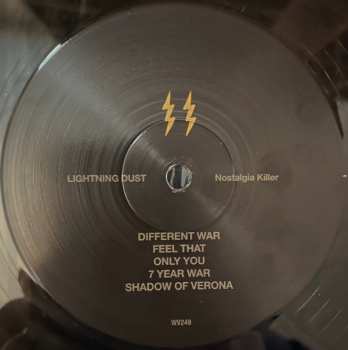 LIGHTNING DUST Nostalgia Killer
DIFFERENT WAR
FEEL THAT
ONLY YOU
7 YEAR WAR
SHADOW OF VERONA
WV249